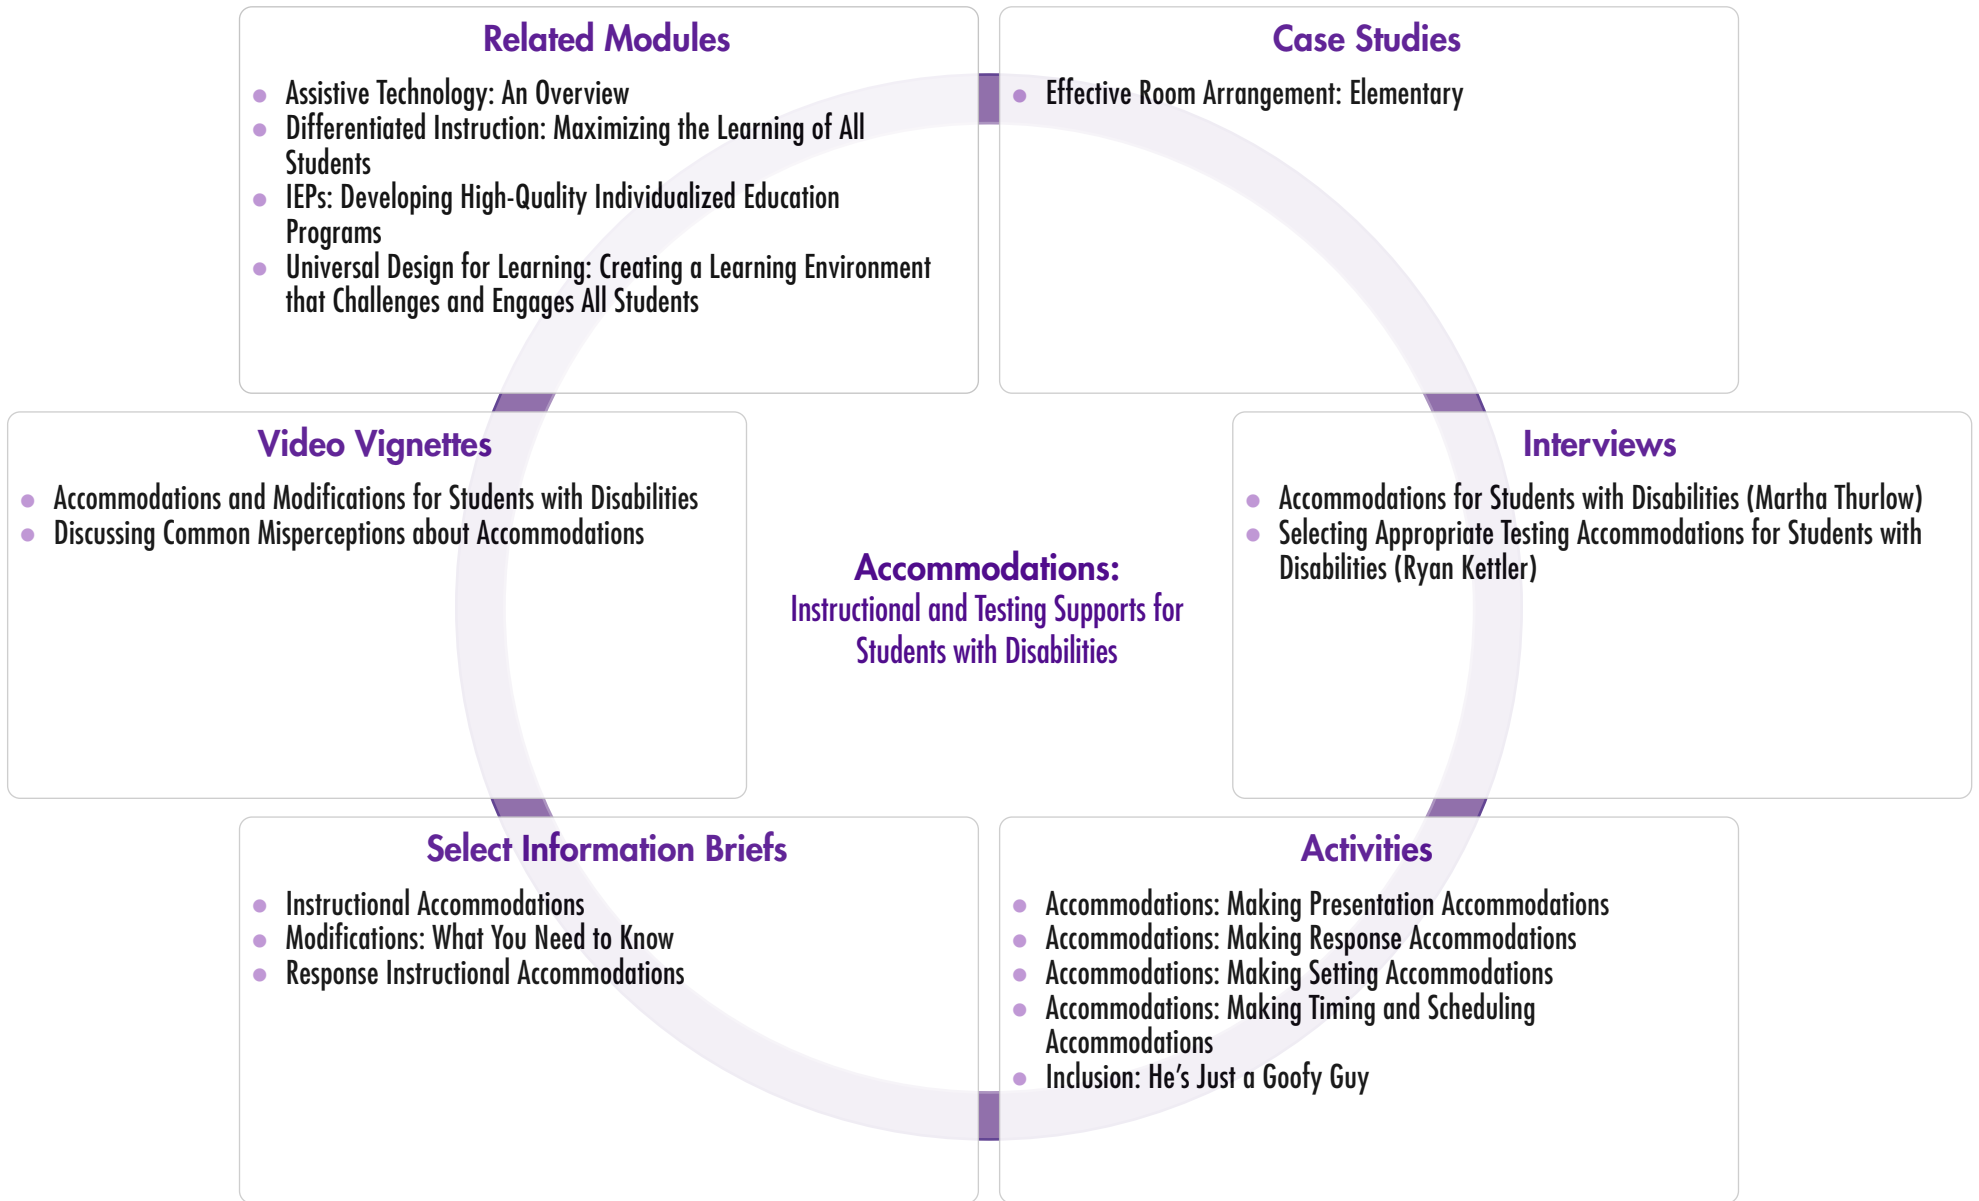 Related Modules
Assistive Technology: An Overview
Differentiated Instruction: Maximizing the Learning of All
Students
IEPs: Developing High-Quality Individualized Education
Programs
Universal Design for Learning: Creating a Learning Environment
that Challenges and Engages All Students
Case Studies
Effective Room Arrangement: Elementary
Video Vignettes
Accommodations and Modifications for Students with Disabilities
Discussing Common Misperceptions about Accommodations
Accommodations:
Instructional and Testing Supports for
Students with Disabilities
Interviews
Accommodations for Students with Disabilities (Martha Thurlow)
Selecting Appropriate Testing Accommodations for Students with
Disabilities (Ryan Kettler)
Select Information Briefs
Instructional Accommodations
Modifications: What You Need to Know
Response Instructional Accommodations
Activities
Accommodations: Making Presentation Accommodations
Accommodations: Making Response Accommodations
Accommodations: Making Setting Accommodations
Accommodations: Making Timing and Scheduling
Accommodations
Inclusion: He’s Just a Goofy Guy